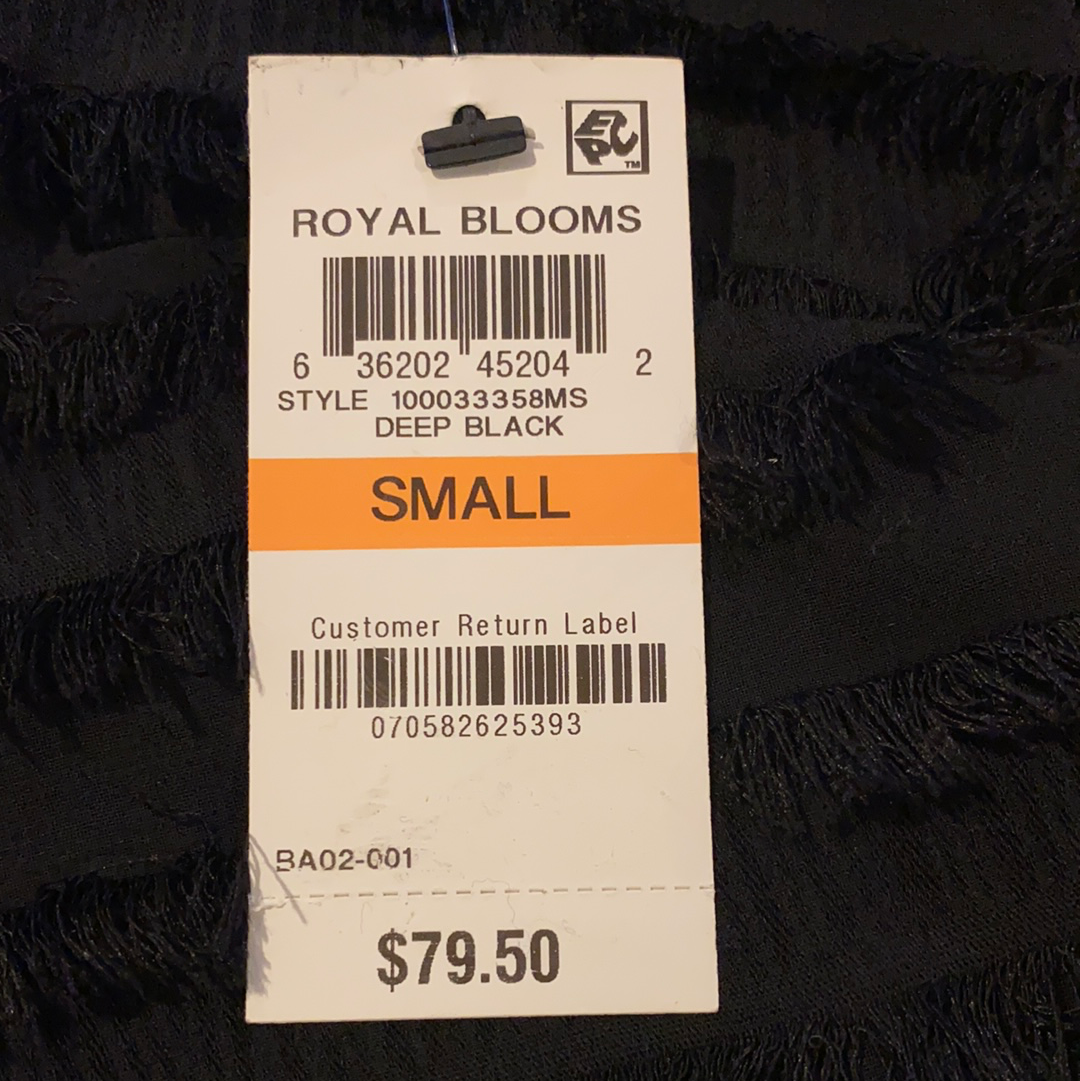 EPC
TM
ROYAL BLOOMS
6 36202 45204 2
STYLE 100033358MS
DEEP BLACK
SMALL
Customer Return Label
070582625393
BA02-001
$79.50